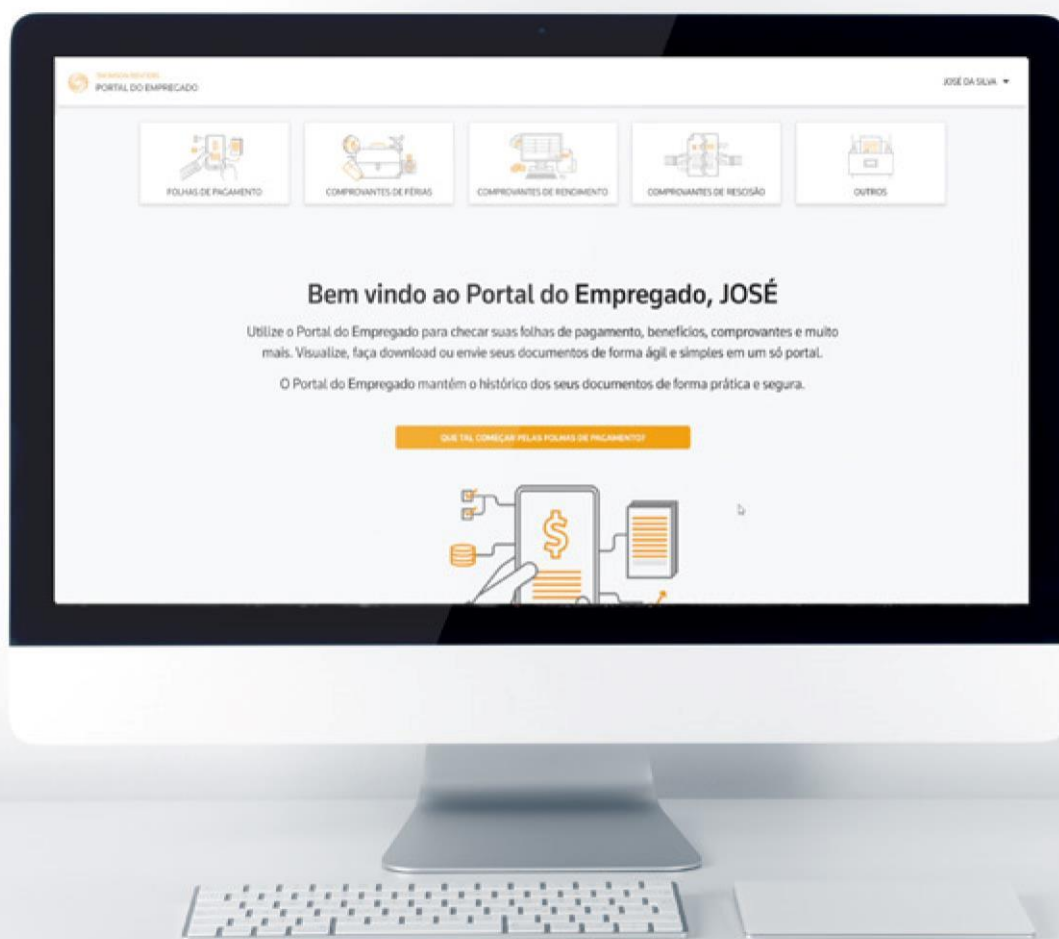 THOMSON REUTERS
PORTAL DO EMPREGADO
JOSÉ DA SILVA
FOLHAS DE PAGAMENTO
COMPROVANTES DE FÉRIAS
COMPROVANTES DE RENDIMENTO
COMPROVANTES DE RESCISÃO
OUTROS
Bem vindo ao Portal do Empregado, JOSÉ
Utilize o Portal do Empregado para checar suas folhas de pagamento, benefícios, comprovantes e muito
mais. Visualize, faça download ou envie seus documentos de forma ágil e simples em um só portal.
O Portal do Empregado mantém o histórico dos seus documentos de forma prática e segura.
QUE TAL COMEÇAR PELAS FOLHAS DE PAGAMENTO?
$